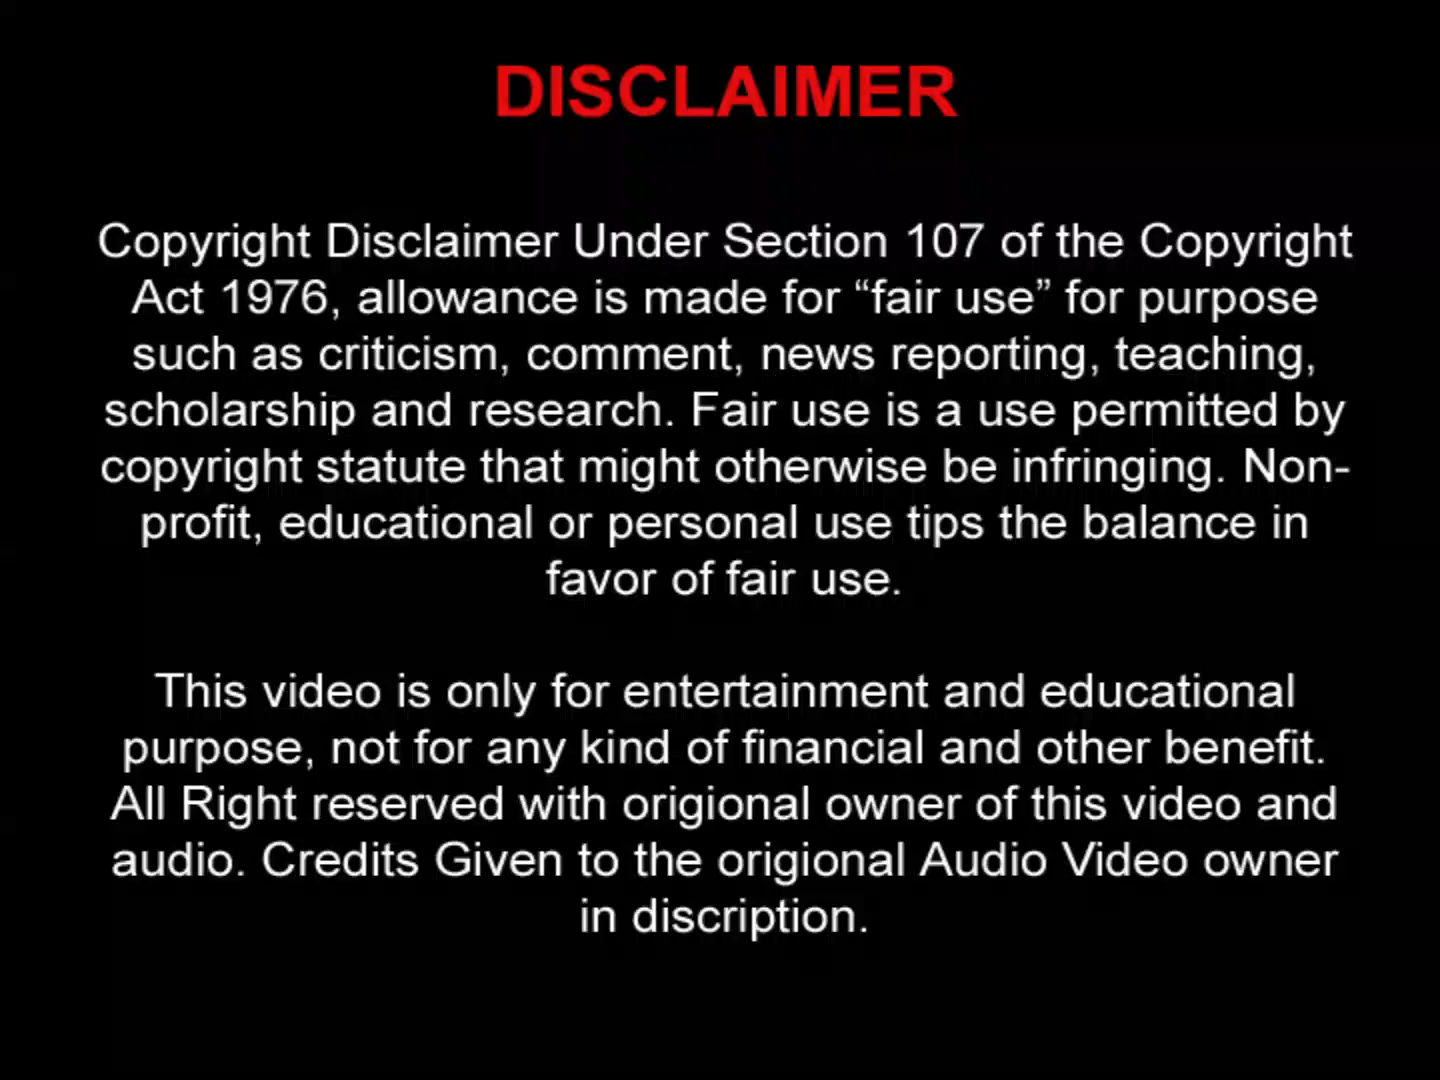 DISCLAIMER
Copyright Disclaimer Under Section 107 of the Copyright
Act 1976, allowance is made for “fair use” for purpose
such as criticism, comment, news reporting, teaching,
scholarship and research. Fair use is a use permitted by
copyright statute that might otherwise be infringing. Non-
profit, educational or personal use tips the balance in
favor of fair use.
This video is only for entertainment and educational
purpose, not for any kind of financial and other benefit.
All Right reserved with origional owner of this video and
audio. Credits Given to the origional Audio Video owner
in discription.